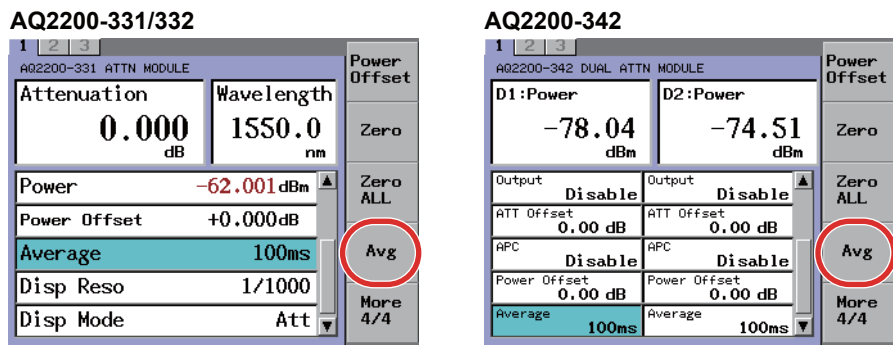 AQ2200-331/332
1 2 3
AQ2200-331 ATTN MODULE
Attenuation
0.000
dB
Wavelength
1550.0
nm
Power -62.001dBm
Power Offset +0.000dB
Average 100ms
Disp Reso 1/1000
Disp Mode Att
Power
Offset
Zero
Zero
ALL
Avg
More
4/4
AQ2200-342
1 2 3
AQ2200-342 DUAL ATTN MODULE
D1:Power
-78.04
dBm
D2:Power
-74.51
dBm
Output Output
Disable Disable
ATT Offset ATT Offset
0.00 dB 0.00 dB
APC APC
Disable Disable
Power Offset Power Offset
0.00 dB 0.00 dB
Average Average
100ms 100ms
Power
Offset
Zero
Zero
ALL
Avg
More
4/4